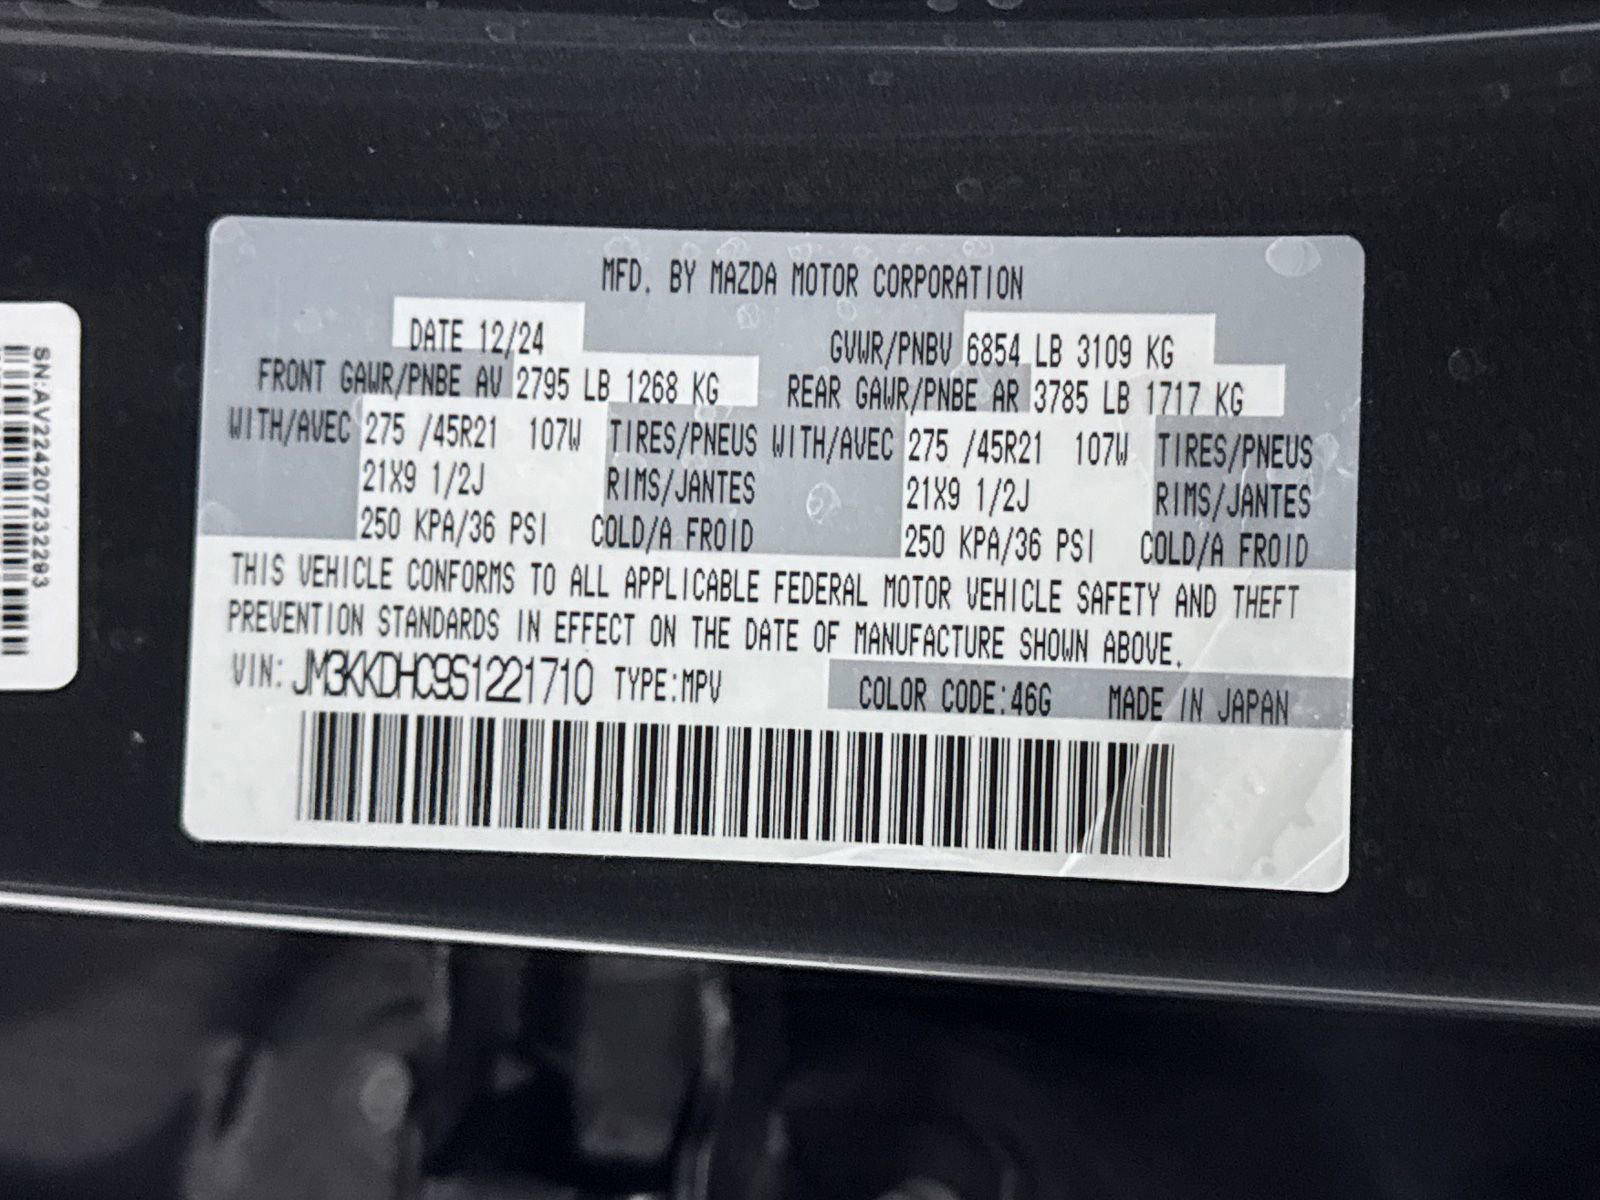 MFD. BY MAZDA MOTOR CORPORATION
DATE 12/24 GVWR/PNBV 6854 LB 3109 KG
FRONT GAWR/PNBE AV 2795 LB 1268 KG REAR GAWR/PNBE AR 3785 LB 1717 KG
WITH/AVEC 275 /45R21 107W TIRES/PNEUS WITH/AVEC 275 /45R21 107W TIRES/PNEUS
21X9 1/2J RIMS/JANTES 21X9 1/2J RIMS/JANTES
250 KPA/36 PSI COLD/A FROID 250 KPA/36 PSI COLD/A FROID
THIS VEHICLE CONFORMS TO ALL APPLICABLE FEDERAL MOTOR VEHICLE SAFETY AND THEFT
PREVENTION STANDARDS IN EFFECT ON THE DATE OF MANUFACTURE SHOWN ABOVE.
VIN: JM3KKDHC9S1221710 TYPE:MPV COLOR CODE:46G MADE IN JAPAN
SN:AV224207232283